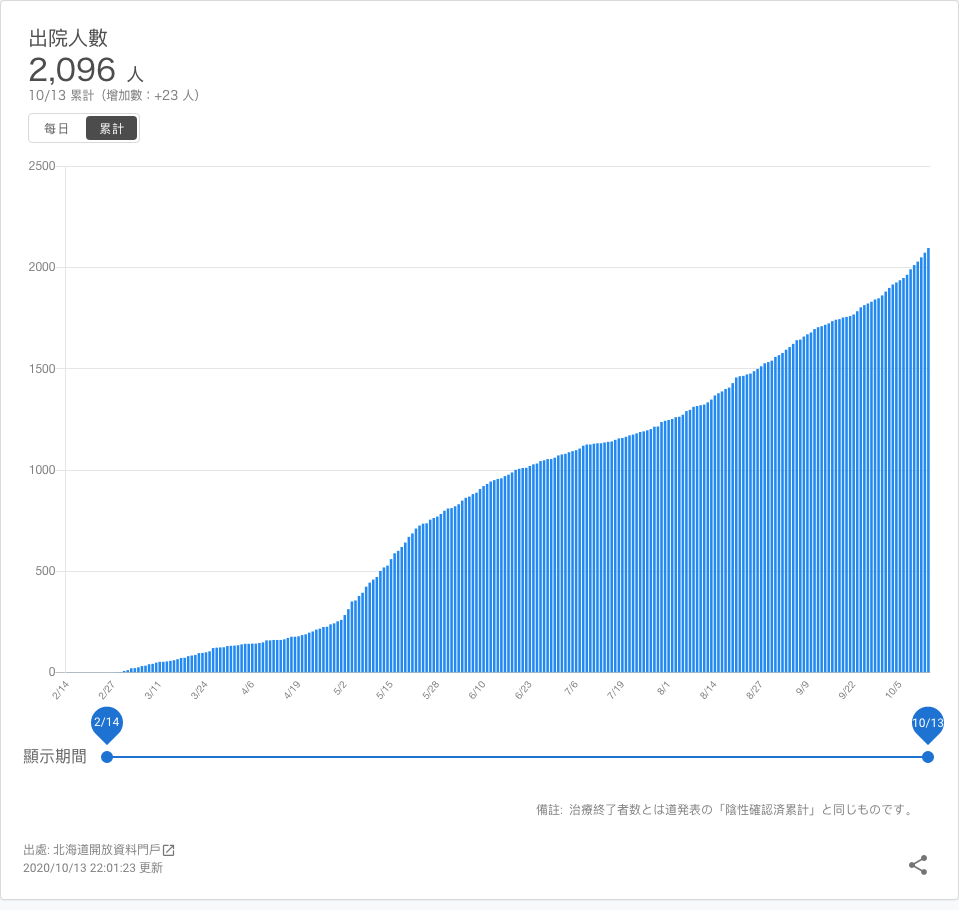 出院人數
2,096 人
10/13 累計（增加數：+23 人）
每日 累計
2500
2000
1500
1000
500
0
2/14 2/27 3/11 3/24 4/6 4/19 5/2 5/15 5/28 6/10 6/23 7/6 7/19 8/1 8/14 8/27 9/9 9/22 10/5
2/14 10/13
顯示期間
備註: 治療終了者数とは道発表の「陰性確認済累計」と同じものです。
出處: 北海道開放資料門戶
2020/10/13 22:01:23 更新